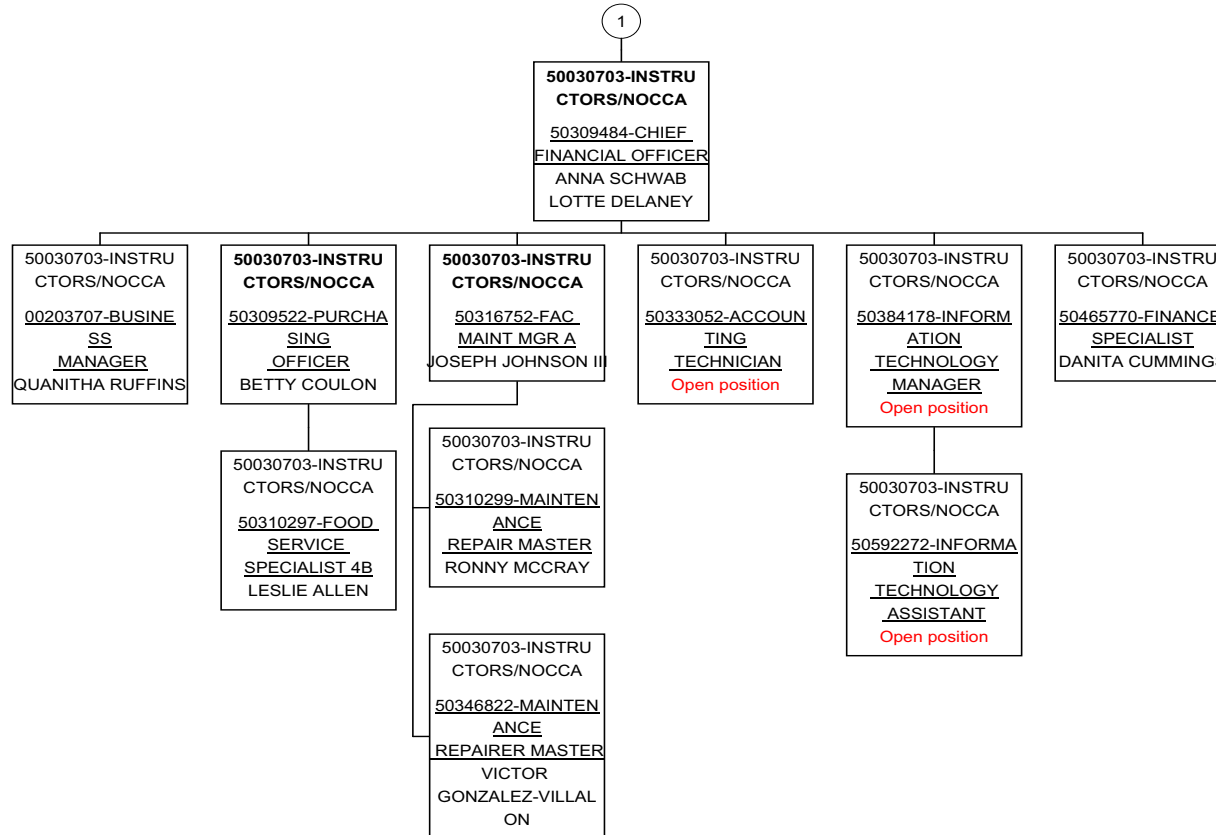 1
50030703-INSTRU
CTORS/NOCCA
50309484-CHIEF
FINANCIAL OFFICER
ANNA SCHWAB
LOTTE DELANEY
50030703-INSTRU
CTORS/NOCCA
00203707-BUSINE
SS
MANAGER
QUANITHA RUFFINS
50030703-INSTRU
CTORS/NOCCA
50309522-PURCHA
SING
OFFICER
BETTY COULON
50030703-INSTRU
CTORS/NOCCA
50316752-FAC
MAINT MGR A
JOSEPH JOHNSON III
50030703-INSTRU
CTORS/NOCCA
50333052-ACCOUN
TING
TECHNICIAN
Open position
50030703-INSTRU
CTORS/NOCCA
50384178-INFORM
ATION
TECHNOLOGY
MANAGER
Open position
50030703-INSTRU
CTORS/NOCCA
50465770-FINANCE
SPECIALIST
DANITA CUMMINGS
50030703-INSTRU
CTORS/NOCCA
50310297-FOOD
SERVICE
SPECIALIST 4B
LESLIE ALLEN
50030703-INSTRU
CTORS/NOCCA
50310299-MAINTEN
ANCE
REPAIR MASTER
RONNY MCCRAY
50030703-INSTRU
CTORS/NOCCA
50592272-INFORMA
TION
TECHNOLOGY
ASSISTANT
Open position
50030703-INSTRU
CTORS/NOCCA
50346822-MAINTEN
ANCE
REPAIRER MASTER
VICTOR
GONZALEZ-VILLAL
ON